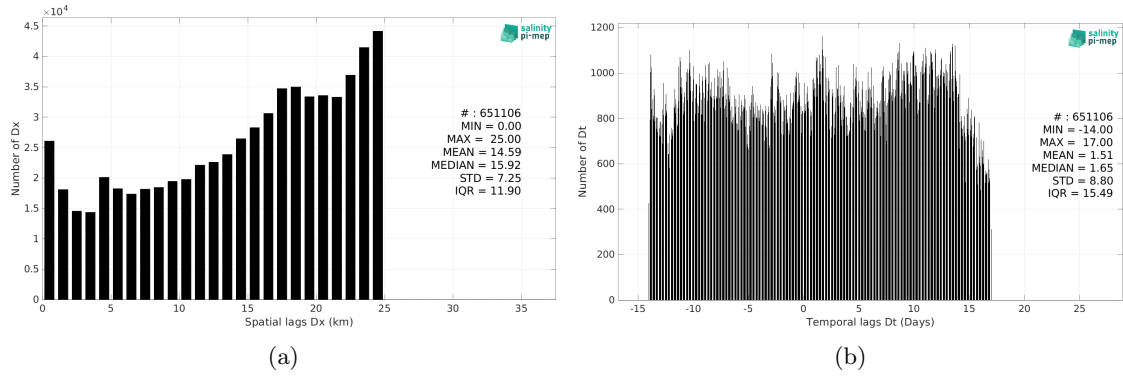 ×10⁴
4.5
4
3.5
3
2.5
2
1.5
1
0.5
0
Number of Dx
salinity
pi-mep
# : 651106
MIN = 0.00
MAX = 25.00
MEAN = 14.59
MEDIAN = 15.92
STD = 7.25
IQR = 11.90
0 5 10 15 20 25 30 35
Spatial lags Dx (km)
(a)
1200
1000
800
600
400
200
0
Number of Dt
salinity
pi-mep
# : 651106
MIN = -14.00
MAX = 17.00
MEAN = 1.51
MEDIAN = 1.65
STD = 8.80
IQR = 15.49
-15 -10 -5 0 5 10 15 20 25
Temporal lags Dt (Days)
(b)